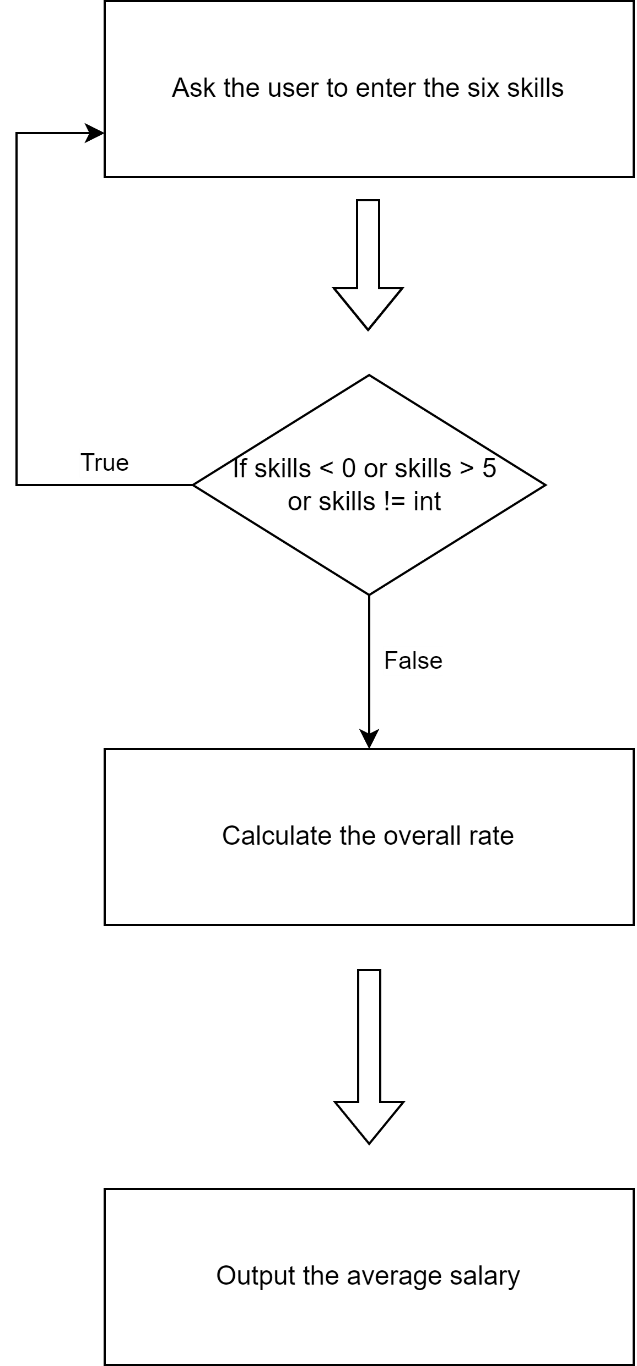 Ask the user to enter the six skills
If skills < 0 or skills > 5
or skills != int
True
False
Calculate the overall rate
Output the average salary